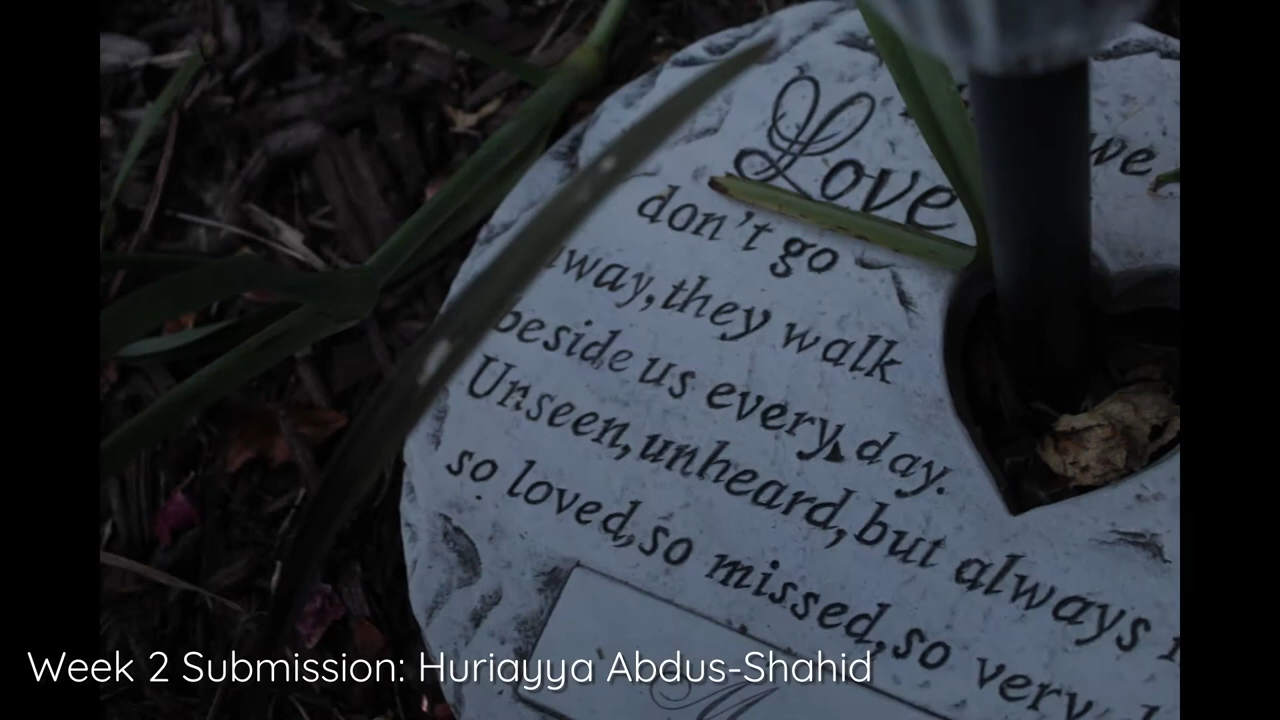 Love we
don't go
away, they walk
beside us every day.
Unseen, unheard, but always
so loved, so missed, so very
M
Week 2 Submission: Huriayya Abdus-Shahid